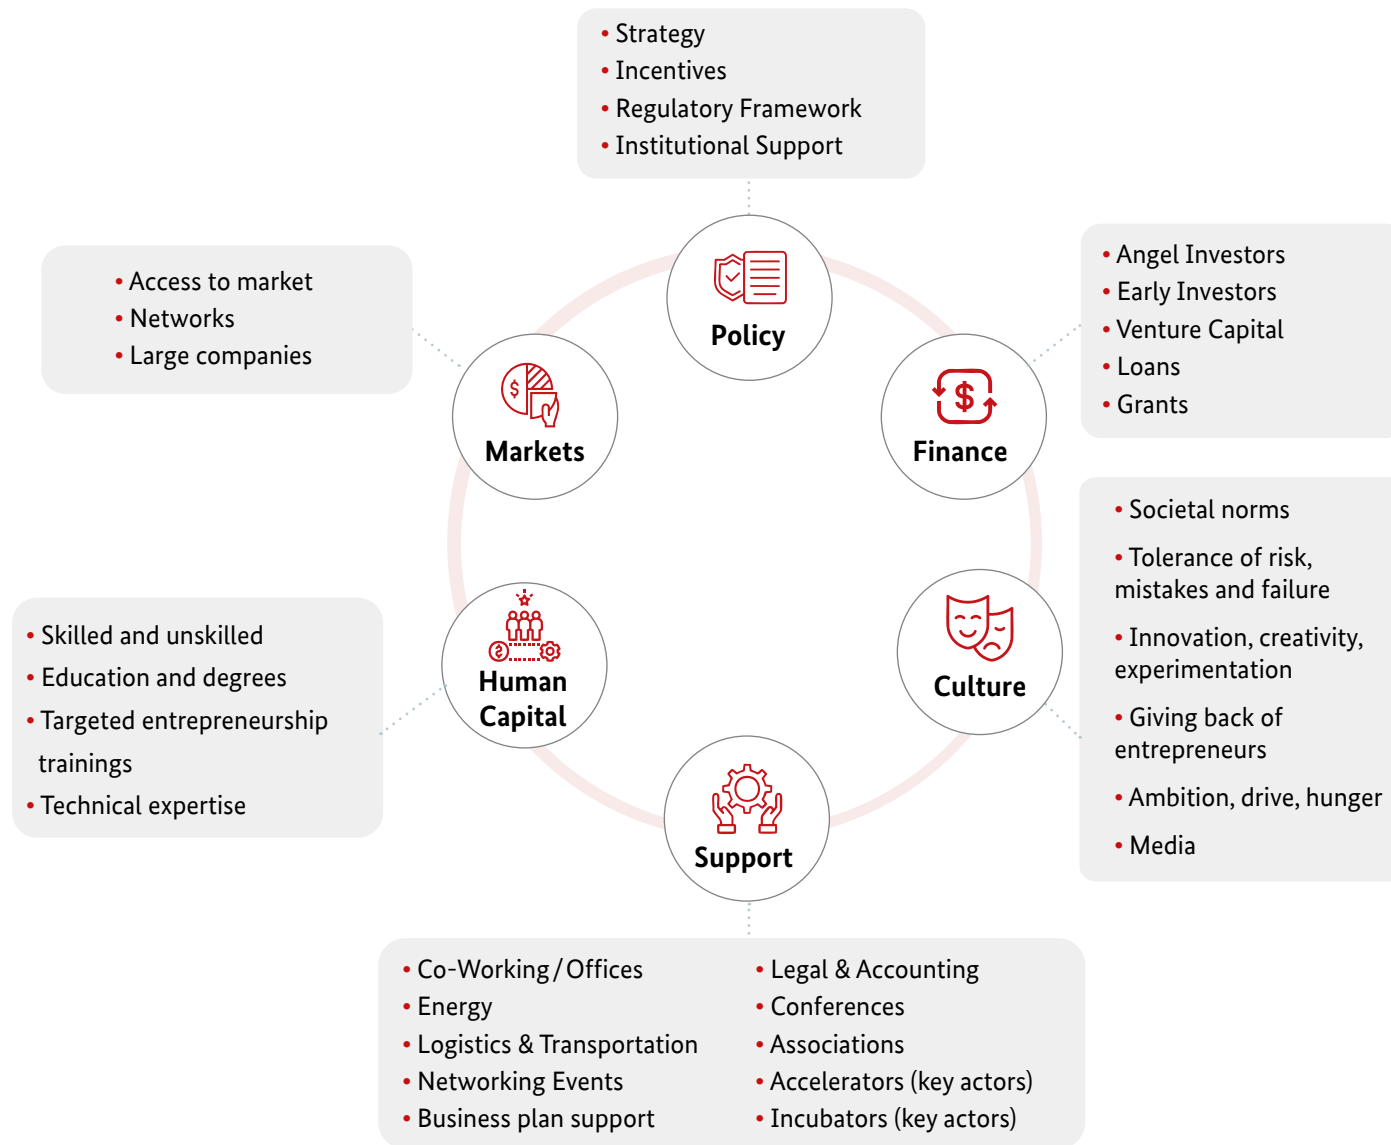 • Strategy
• Incentives
• Regulatory Framework
• Institutional Support
Policy
• Angel Investors
• Early Investors
• Venture Capital
• Loans
• Grants
$
Finance
• Societal norms
• Tolerance of risk,
mistakes and failure
• Innovation, creativity,
experimentation
• Giving back of
entrepreneurs
• Ambition, drive, hunger
• Media
Culture
Support
• Co-Working / Offices
• Energy
• Logistics & Transportation
• Networking Events
• Business plan support
• Legal & Accounting
• Conferences
• Associations
• Accelerators (key actors)
• Incubators (key actors)
$
Human
Capital
• Skilled and unskilled
• Education and degrees
• Targeted entrepreneurship
trainings
• Technical expertise
• Access to market
• Networks
• Large companies
$
Markets